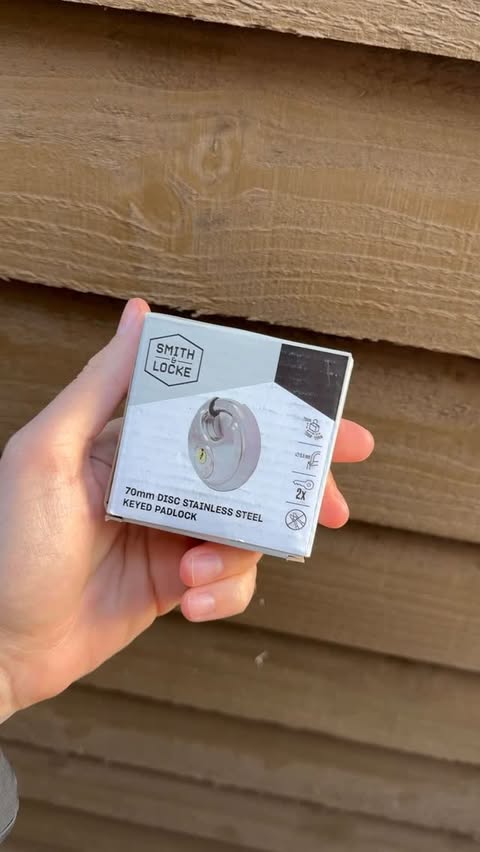 SMITH
&
LOCKE
2x
70mm DISC STAINLESS STEEL
KEYED PADLOCK